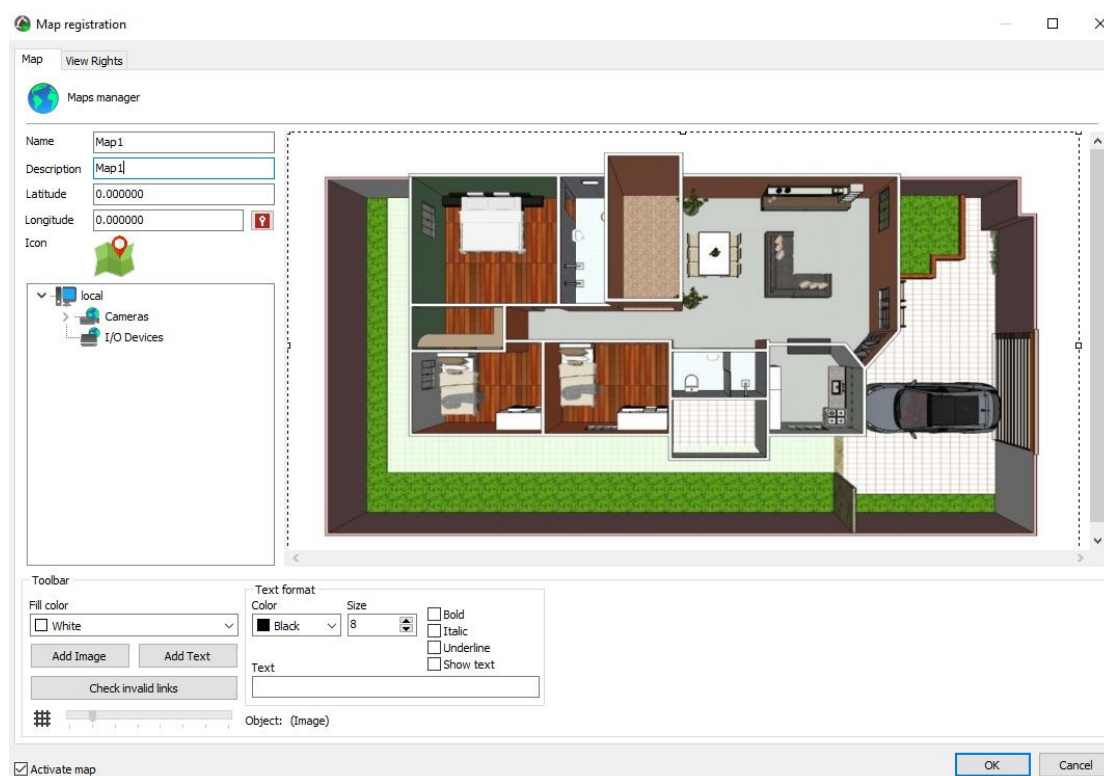 Map registration
Map View Rights
Maps manager
Name Map1
Description Map1
Latitude 0.000000
Longitude 0.000000
Icon
local
Cameras
I/O Devices
Toolbar
Fill color
White
Add Image Add Text
Check invalid links
Text format
Color Size
Black 8
Bold
Italic
Underline
Show text
Text
Object: (Image)
Activate map
OK Cancel